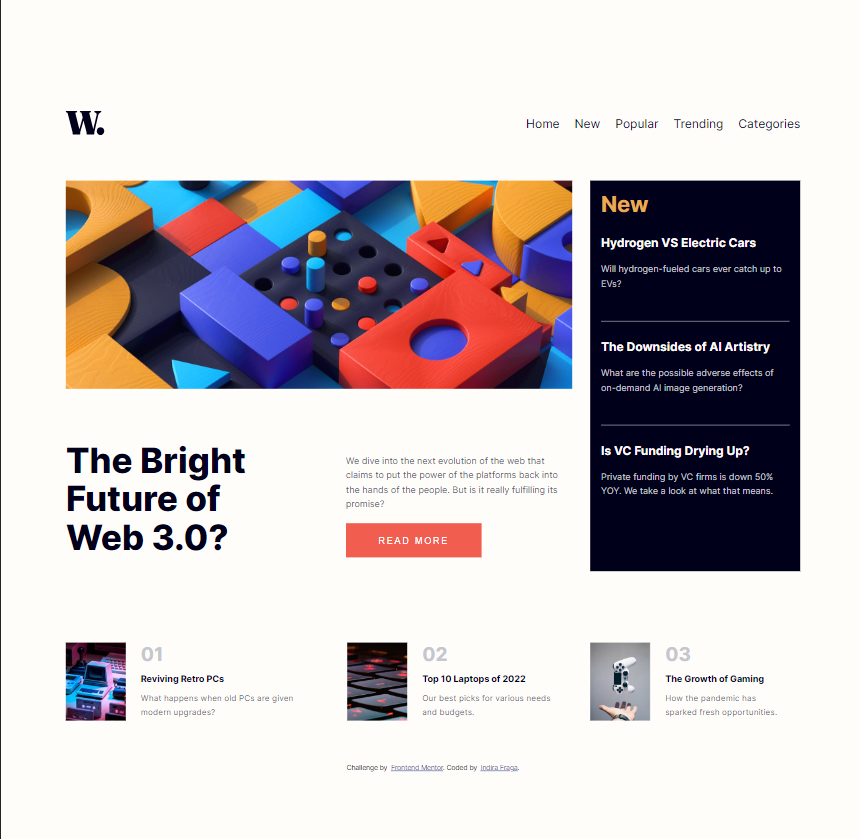 W.
Home New Popular Trending Categories
New
Hydrogen VS Electric Cars
Will hydrogen-fueled cars ever catch up to
EVs?
The Downsides of AI Artistry
What are the possible adverse effects of
on-demand AI image generation?
Is VC Funding Drying Up?
Private funding by VC firms is down 50%
YOY. We take a look at what that means.
The Bright
Future of
Web 3.0?
We dive into the next evolution of the web that
claims to put the power of the platforms back into
the hands of the people. But is it really fulfilling its
promise?
READ MORE
01
Reviving Retro PCs
What happens when old PCs are given
modern upgrades?
02
Top 10 Laptops of 2022
Our best picks for various needs
and budgets.
03
The Growth of Gaming
How the pandemic has
sparked fresh opportunities.
Challenge by Frontend Mentor. Coded by Indira Fraga.